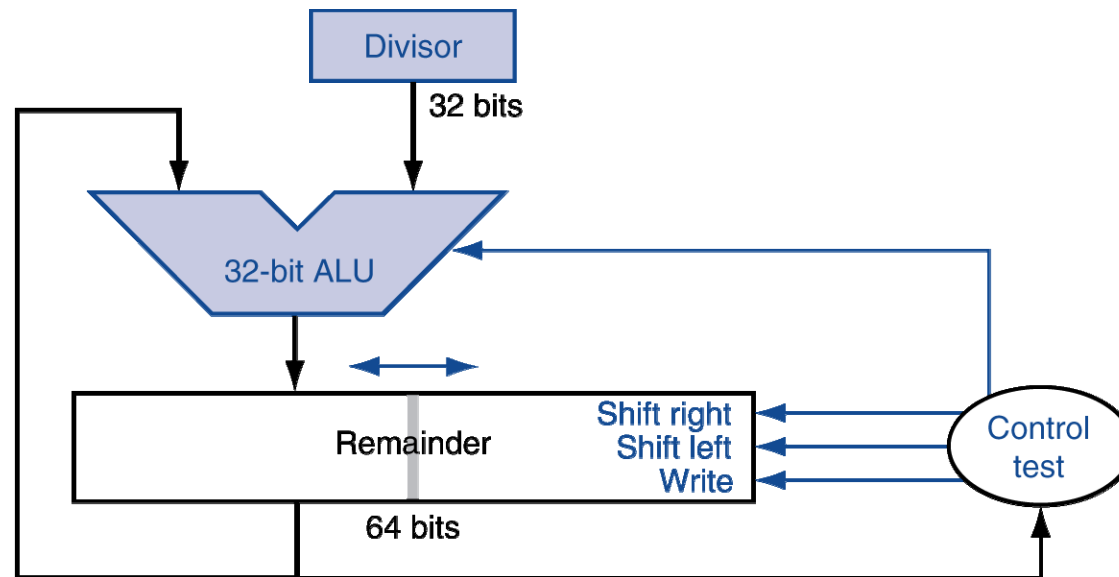 Divisor
32 bits
32-bit ALU
Remainder
Shift right
Shift left
Write
Control
test
64 bits